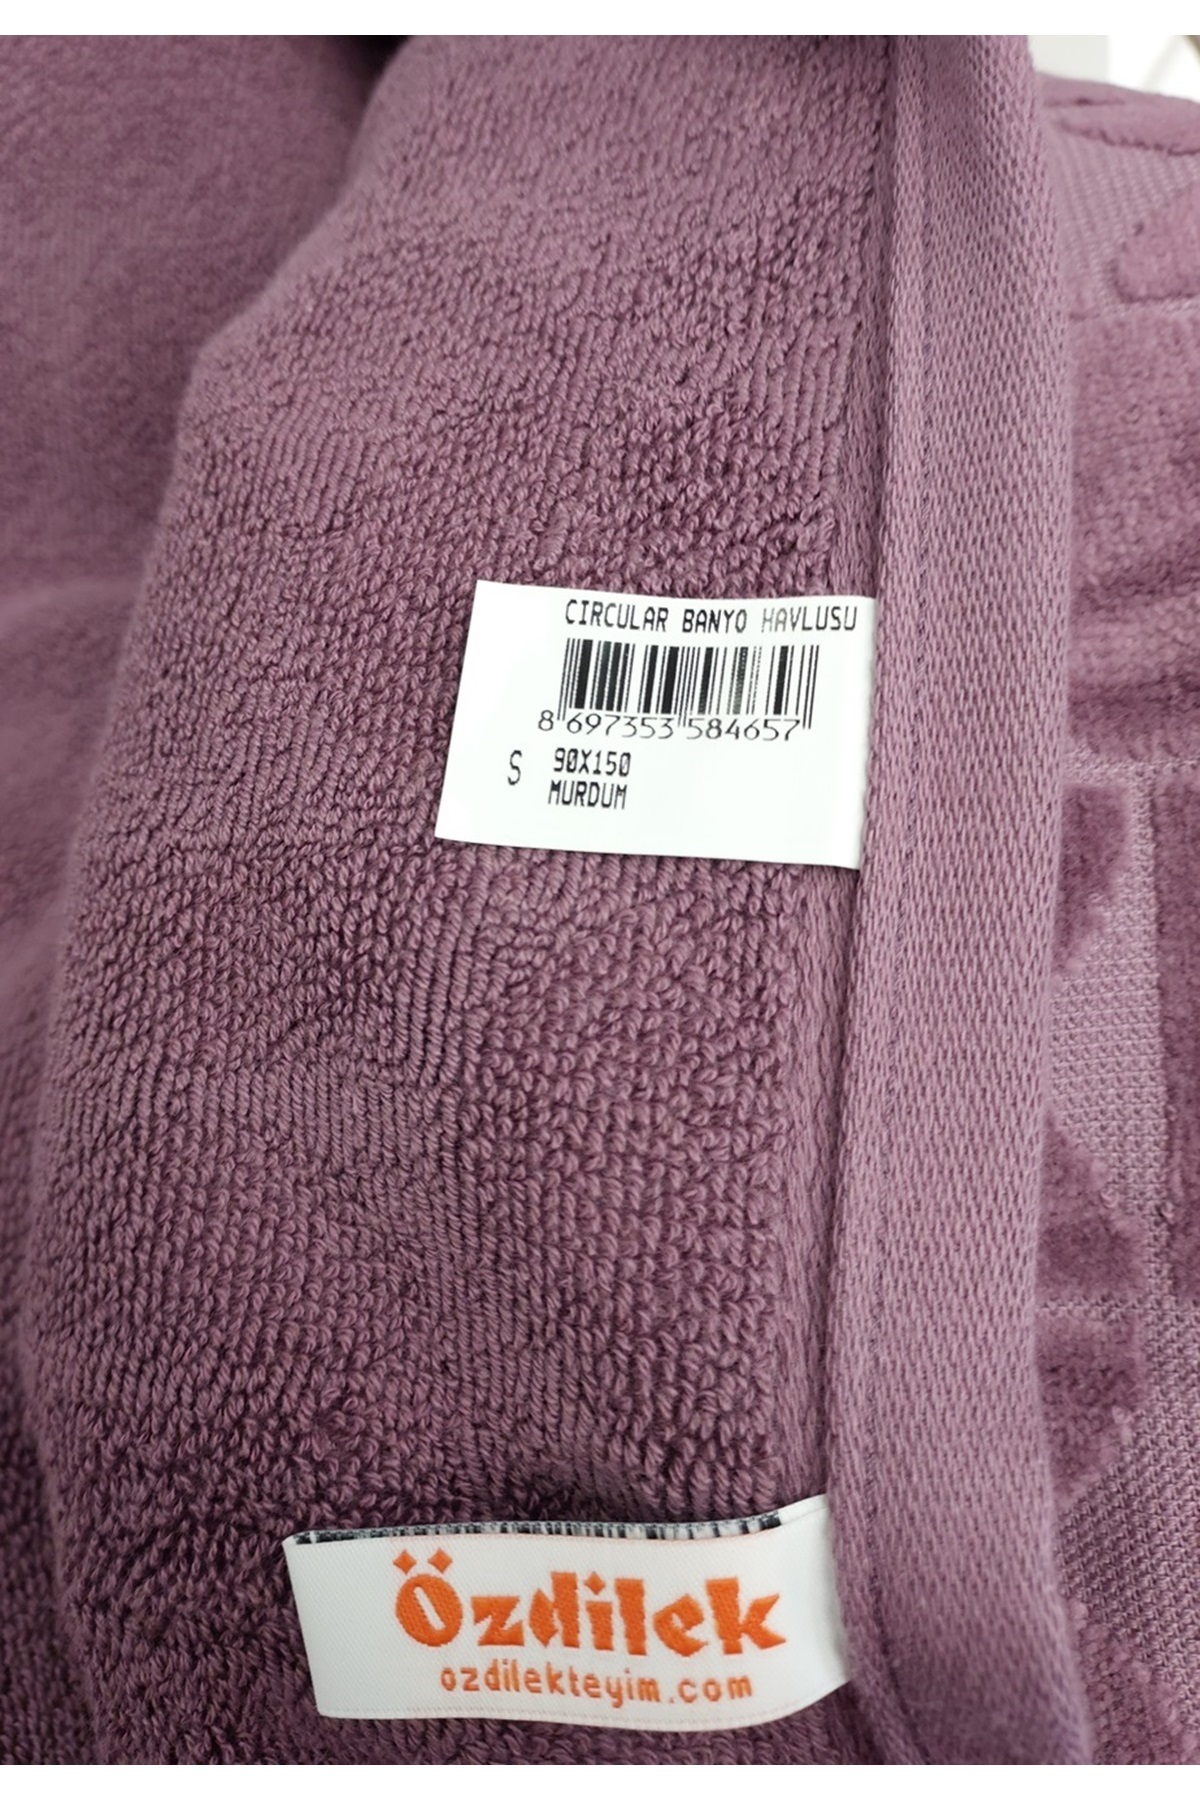 CIRCULAR BANYO HAVLUSU
8 697353 584657
S 90X150
MURDUM
Özdilek
ozdilekteyim.com